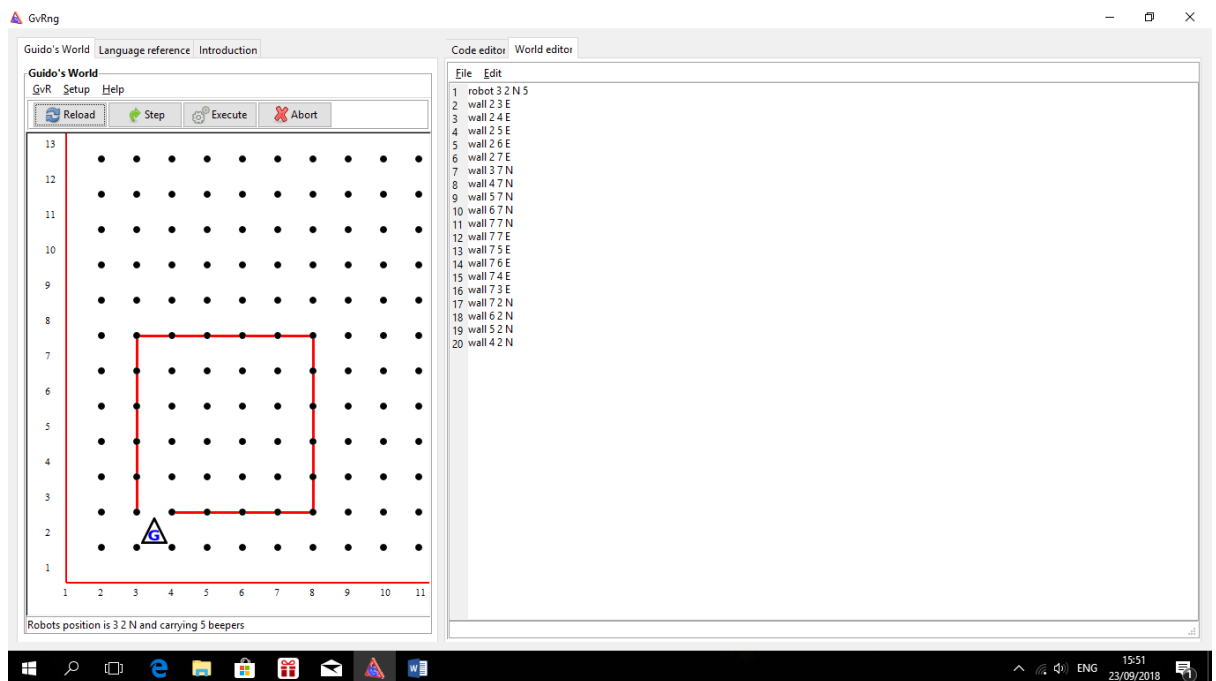 GvRng
Guido's World Language reference Introduction
Guido's World
GvR Setup Help
Reload Step Execute Abort
13
12
11
10
9
8
7
6
5
4
3
2
1
G
1 2 3 4 5 6 7 8 9 10 11
Robots position is 3 2 N and carrying 5 beepers
Code editor World editor
File Edit
1 robot 3 2 N 5
2 wall 2 3 E
3 wall 2 4 E
4 wall 2 5 E
5 wall 2 6 E
6 wall 2 7 E
7 wall 3 7 N
8 wall 4 7 N
9 wall 5 7 N
10 wall 6 7 N
11 wall 7 7 N
12 wall 7 7 E
13 wall 7 5 E
14 wall 7 6 E
15 wall 7 4 E
16 wall 7 3 E
17 wall 7 2 N
18 wall 6 2 N
19 wall 5 2 N
20 wall 4 2 N
ENG
15:51
23/09/2018
1